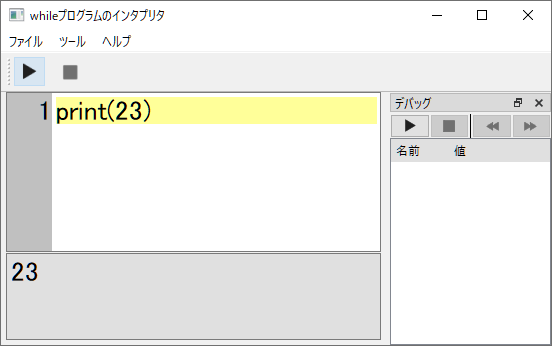 whileプログラムのインタプリタ
ファイル ツール ヘルプ
1 print(23)
23
デバッグ
名前 値